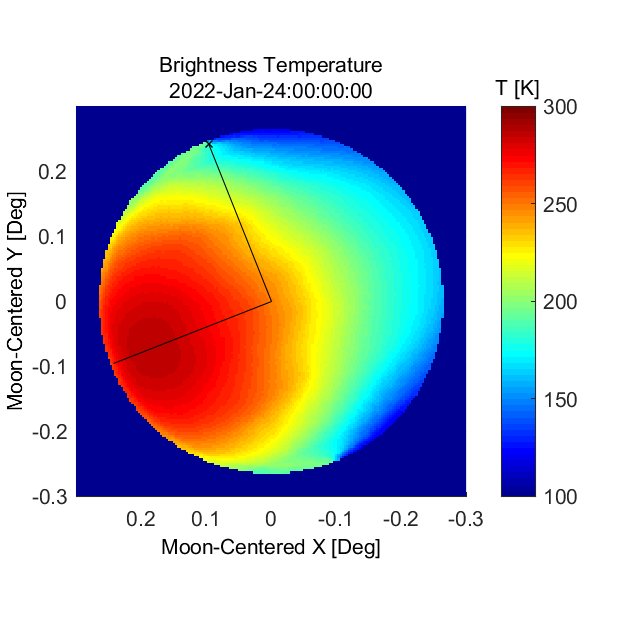 Brightness Temperature
2022-Jan-24:00:00:00
T [K]
300
250
200
150
100
Moon-Centered Y [Deg]
0.2
0.1
0
-0.1
-0.2
-0.3
0.2 0.1 0 -0.1 -0.2 -0.3
Moon-Centered X [Deg]